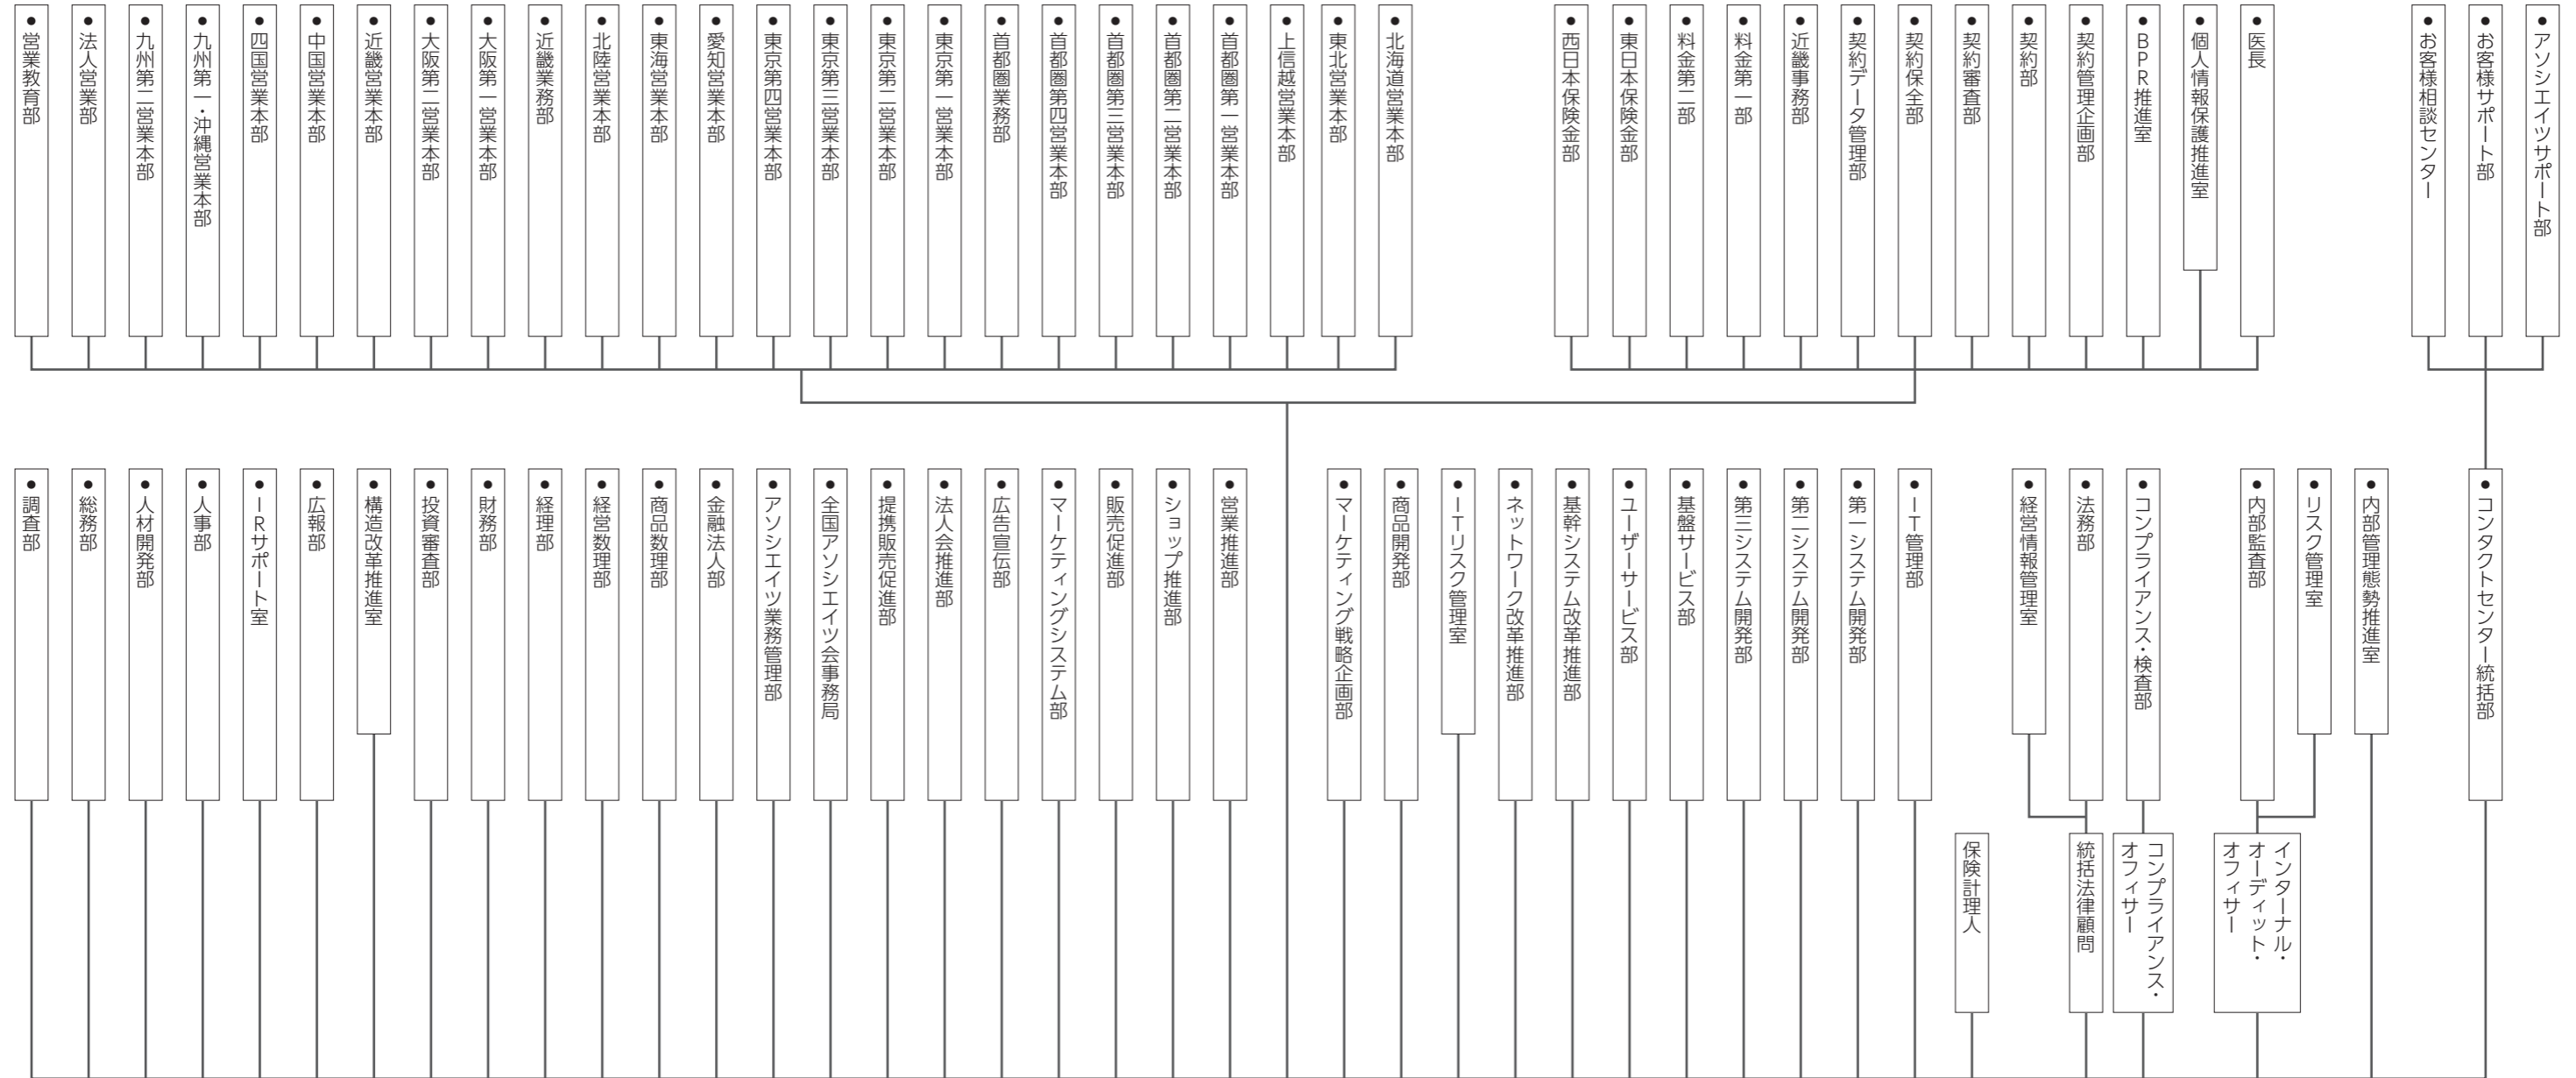 ●アソシエイツサポート部
●お客様サポート部
●お客様相談センター
●医長
●個人情報保護推進室
●BPR推進室
●契約管理企画部
●契約部
●契約審査部
●契約保全部
●契約データ管理部
●近畿事務部
●料金第一部
●料金第二部
●東日本保険金部
●西日本保険金部
●北海道営業本部
●東北営業本部
●上信越営業本部
●首都圏第一営業本部
●首都圏第二営業本部
●首都圏第三営業本部
●首都圏第四営業本部
●首都圏業務部
●東京第一営業本部
●東京第二営業本部
●東京第三営業本部
●東京第四営業本部
●愛知営業本部
●東海営業本部
●北陸営業本部
●近畿業務部
●大阪第一営業本部
●大阪第二営業本部
●近畿営業本部
●中国営業本部
●四国営業本部
●九州第一・沖縄営業本部
●九州第二営業本部
●法人営業部
●営業教育部
●コンタクトセンター統括部
●内部管理態勢推進室
●リスク管理室
●内部監査部
●コンプライアンス・検査部
●法務部
●経営情報管理室
●IT管理部
●第一システム開発部
●第二システム開発部
●第三システム開発部
●基盤サービス部
●ユーザーサービス部
●基幹システム改革推進部
●ネットワーク改革推進部
●ITリスク管理室
●商品開発部
●マーケティング戦略企画部
●営業推進部
●ショップ推進部
●販売促進部
●マーケティングシステム部
●広告宣伝部
●法人会推進部
●提携販売促進部
●全国アソシエイツ会事務局
●アソシエイツ業務管理部
●金融法人部
●商品数理部
●経営数理部
●経理部
●財務部
●投資審査部
●構造改革推進室
●広報部
●IRサポート室
●人事部
●人材開発部
●総務部
●調査部
インターナル・
オーディット・
オフィサー
コンプライアンス・
オフィサー
統括法律顧問
保険計理人